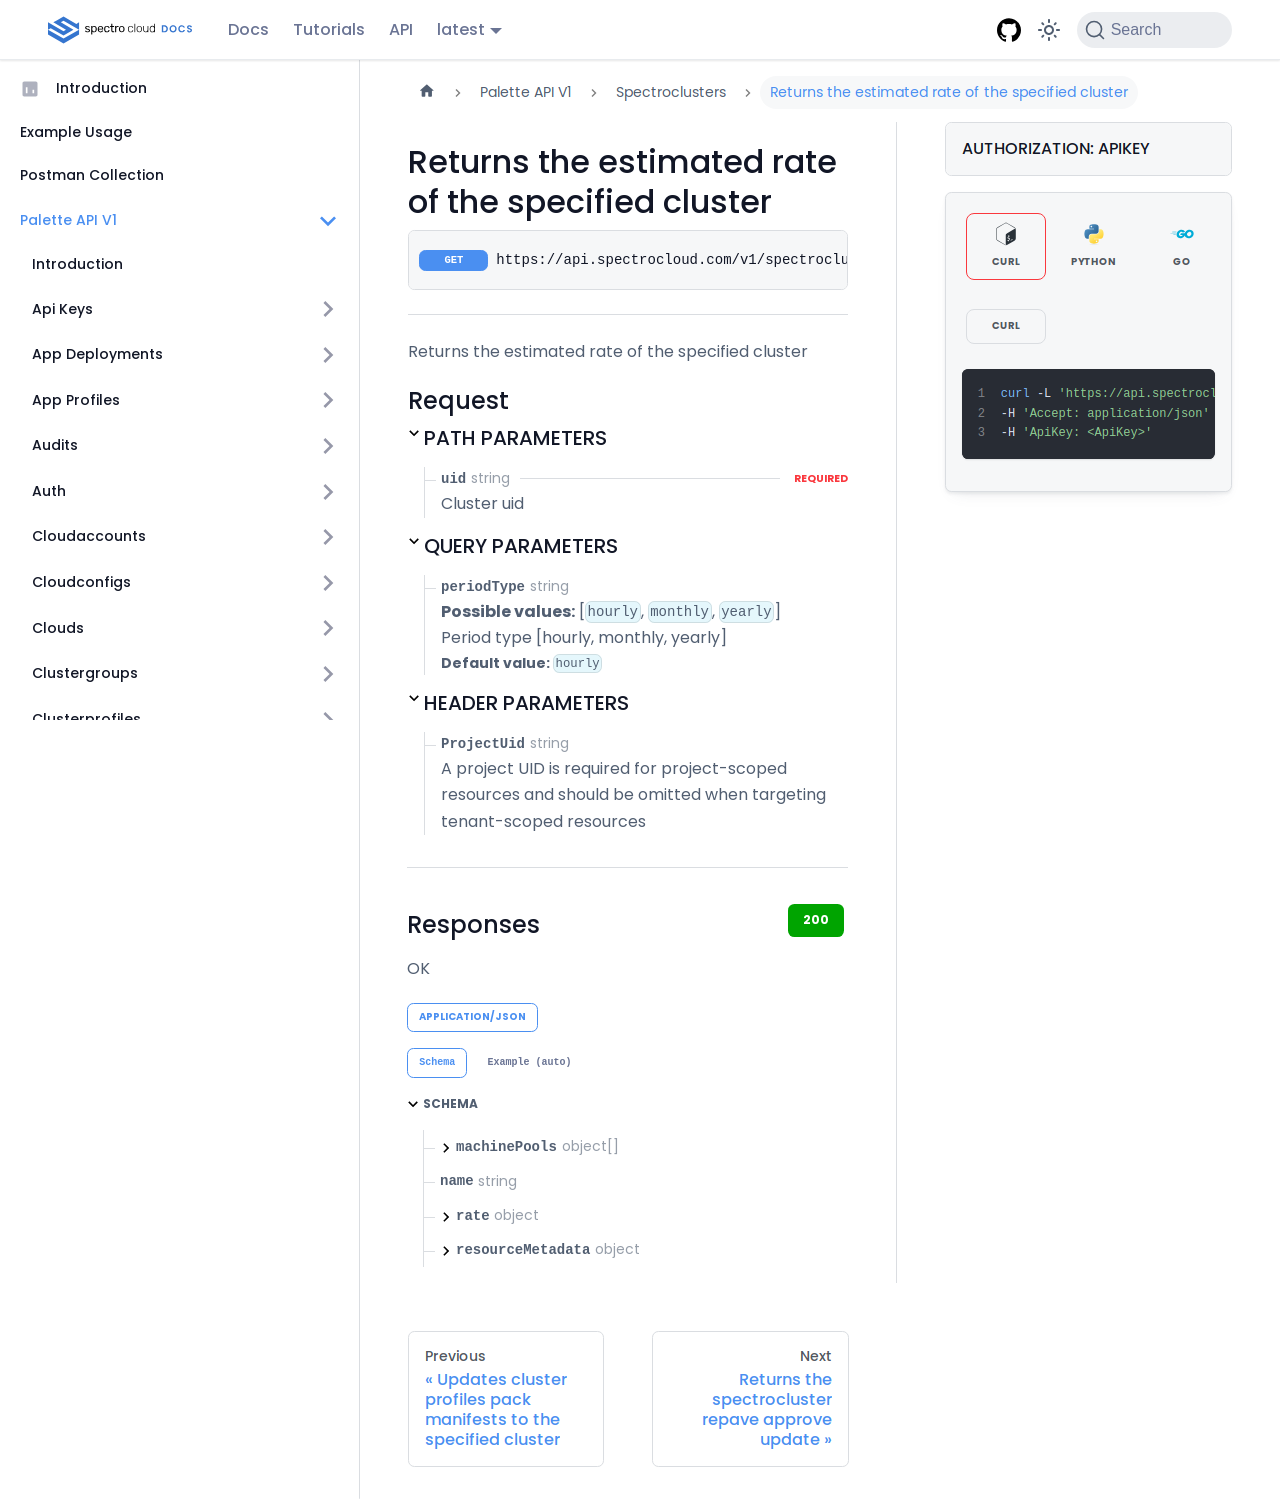 spectro cloud DOCS
Docs
Tutorials
API
latest
Search
Introduction
Example Usage
Postman Collection
Palette API V1
Introduction
Api Keys
App Deployments
App Profiles
Audits
Auth
Cloudaccounts
Cloudconfigs
Clouds
Clustergroups
Clusterprofiles
Palette API V1
Spectroclusters
Returns the estimated rate of the specified cluster
Returns the estimated rate
of the specified cluster
GET https://api.spectrocloud.com/v1/spectroclu
Returns the estimated rate of the specified cluster
Request
PATH PARAMETERS
uid string REQUIRED
Cluster uid
QUERY PARAMETERS
periodType string
Possible values: [hourly, monthly, yearly]
Period type [hourly, monthly, yearly]
Default value: hourly
HEADER PARAMETERS
ProjectUid string
A project UID is required for project-scoped
resources and should be omitted when targeting
tenant-scoped resources
Responses
200
OK
APPLICATION/JSON
Schema
Example (auto)
SCHEMA
machinePools object[]
name string
rate object
resourceMetadata object
Previous
« Updates cluster
profiles pack
manifests to the
specified cluster
Next
Returns the
spectrocluster
repave approve
update »
AUTHORIZATION: APIKEY
CURL
PYTHON
GO
CURL
1 curl -L 'https://api.spectrocl
2 -H 'Accept: application/json'
3 -H 'ApiKey: <ApiKey>'